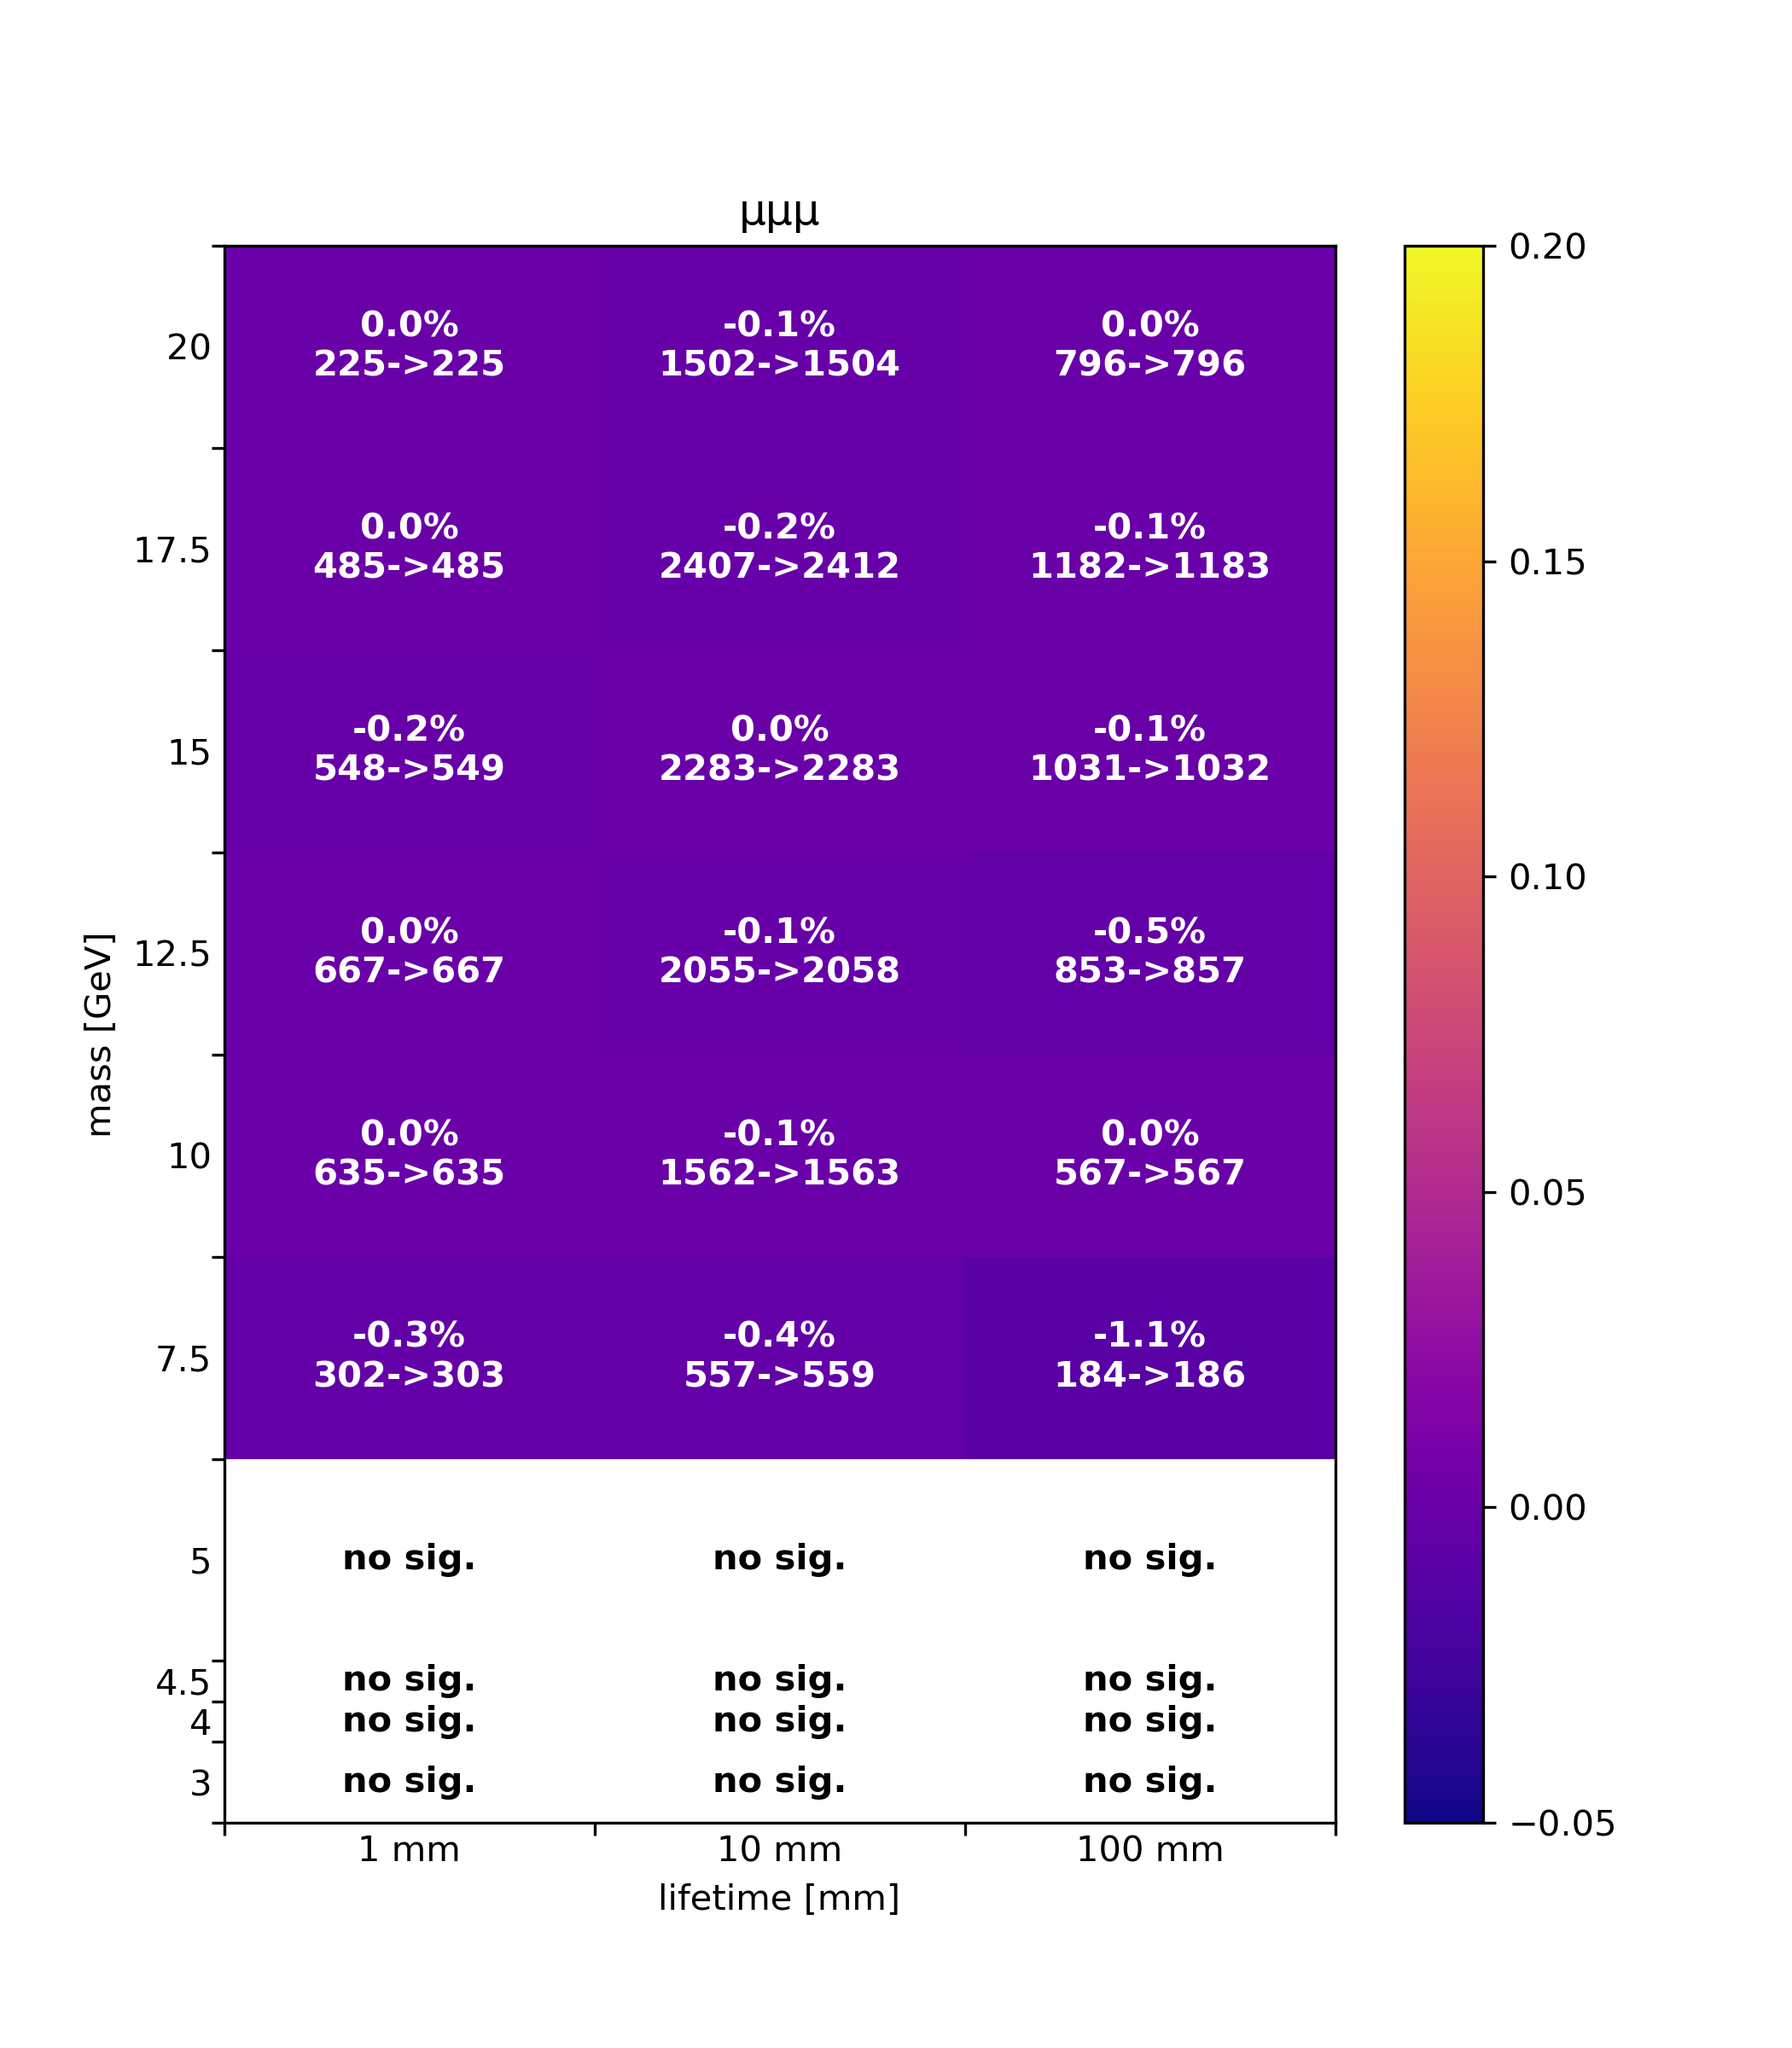 µµµ
0.20
0.0% -0.1% 0.0%
20 225->225 1502->1504 796->796
0.0% -0.2% -0.1%
17.5 485->485 2407->2412 1182->1183
0.15
-0.2% 0.0% -0.1%
15 548->549 2283->2283 1031->1032
0.10
0.0% -0.1% -0.5%
12.5 667->667 2055->2058 853->857
mass [GeV]
0.0% -0.1% 0.0%
10 635->635 1562->1563 567->567
0.05
-0.3% -0.4% -1.1%
7.5 302->303 557->559 184->186
0.00
5 no sig. no sig. no sig.
4.5 no sig. no sig. no sig.
4 no sig. no sig. no sig.
3 no sig. no sig. no sig.
−0.05
1 mm 10 mm 100 mm
lifetime [mm]